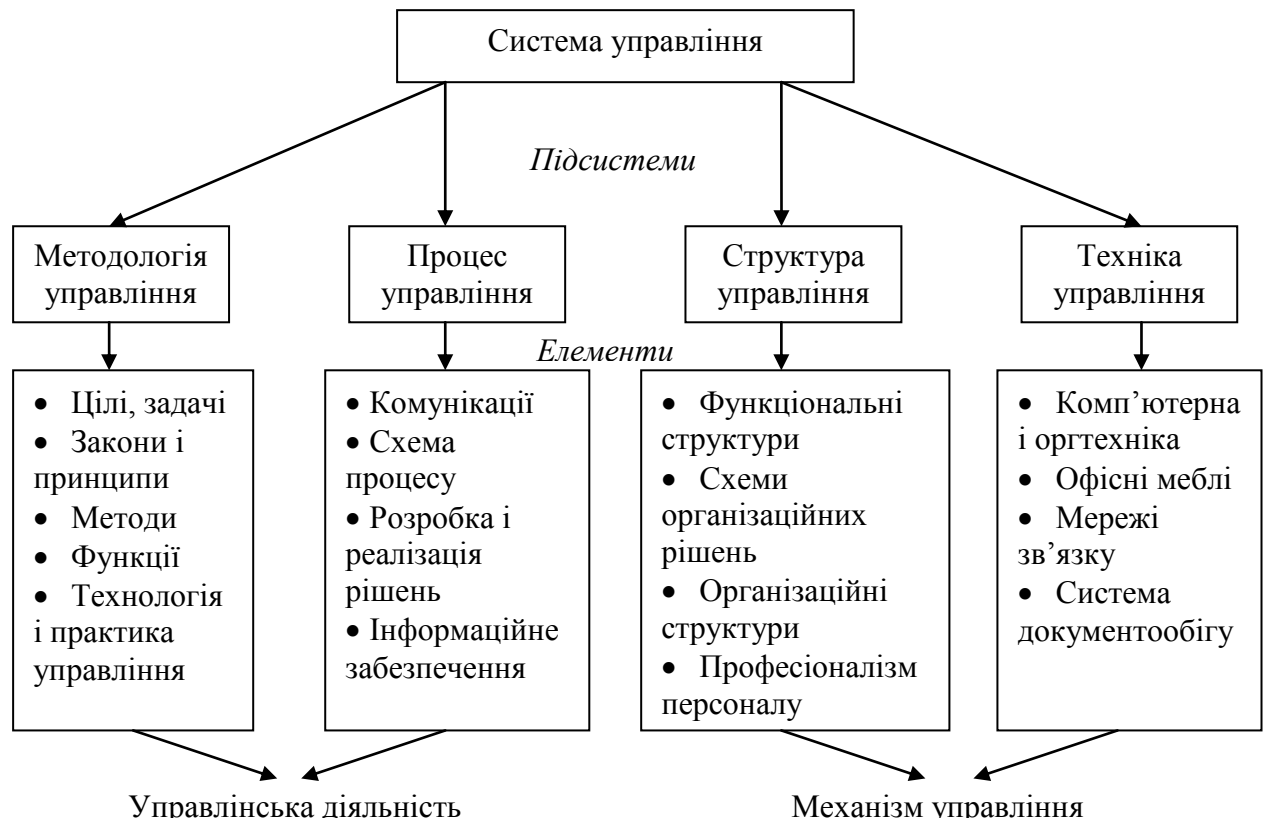 Система управління
Підсистеми
Методологія
управління
Процес
управління
Структура
управління
Техніка
управління
Елементи
• Цілі, задачі
• Закони і
принципи
• Методи
• Функції
• Технологія
і практика
управління
• Комунікації
• Схема
процесу
• Розробка і
реалізація
рішень
• Інформаційне
забезпечення
• Функціональні
структури
• Схеми
організаційних
рішень
• Організаційні
структури
• Професіоналізм
персоналу
• Комп’ютерна
і оргтехніка
• Офісні меблі
• Мережі
зв’язку
• Система
документообігу
Управлінська діяльність
Механізм управління